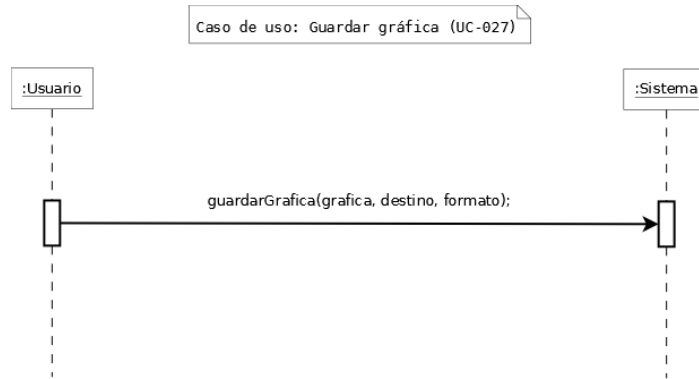 Caso de uso: Guardar gráfica (UC-027)
:Usuario
:Sistema
guardarGrafica(grafica, destino, formato);